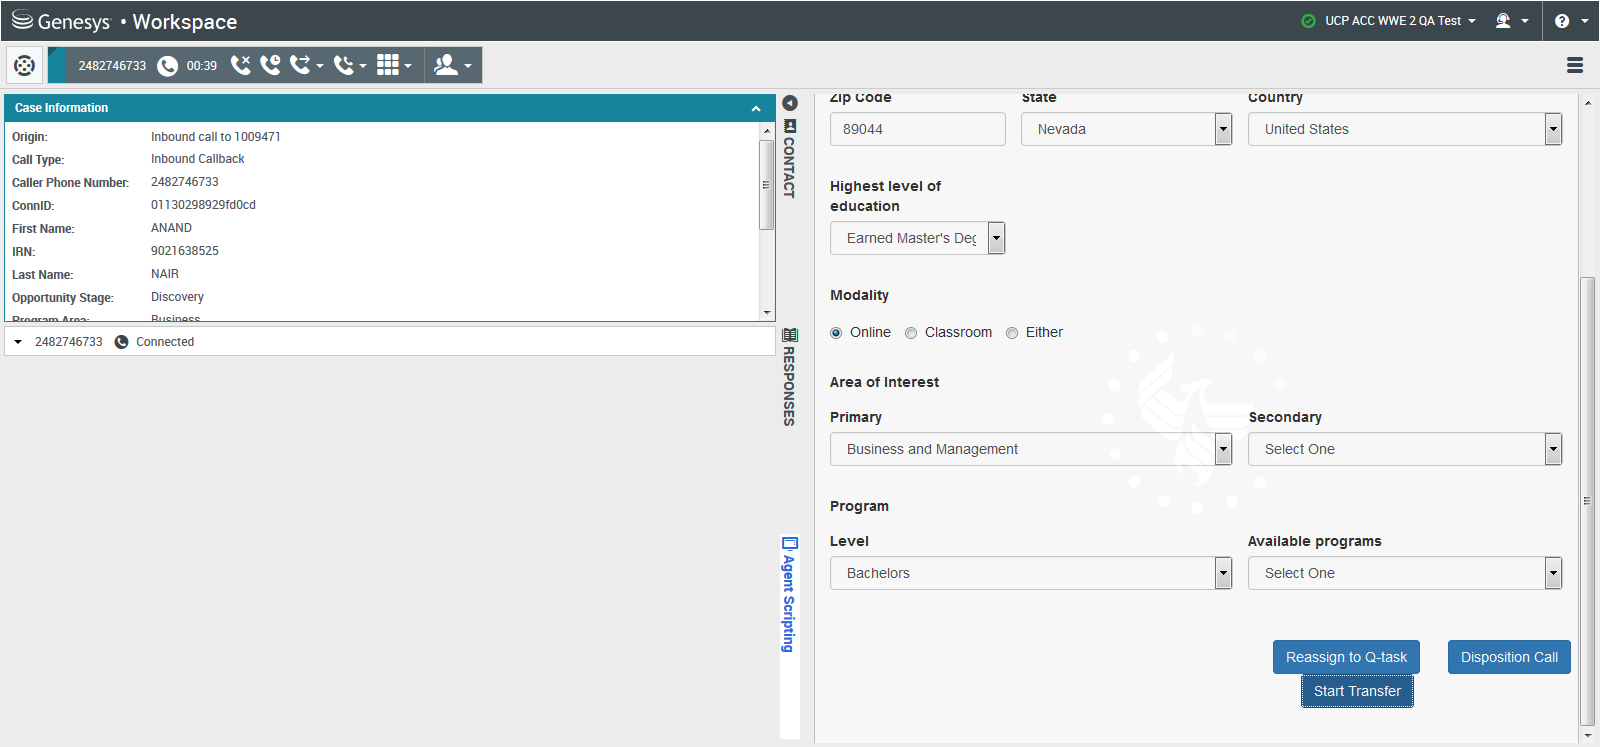 Genesys • Workspace
UCP ACC WWE 2 QA Test
2482746733 00:39
Case Information
Origin: Inbound call to 1009471
Call Type: Inbound Callback
Caller Phone Number: 2482746733
ConnID: 01130298929fd0cd
First Name: ANAND
IRN: 9021638525
Last Name: NAIR
Opportunity Stage: Discovery
Program Area: Business
2482746733 Connected
CONTACT
RESPONSES
Agent Scripting
Zip Code State Country
89044 Nevada United States
Highest level of
education
Earned Master's Deg
Modality
Online Classroom Either
Area of Interest
Primary Secondary
Business and Management Select One
Program
Level Available programs
Bachelors Select One
Reassign to Q-task Disposition Call
Start Transfer